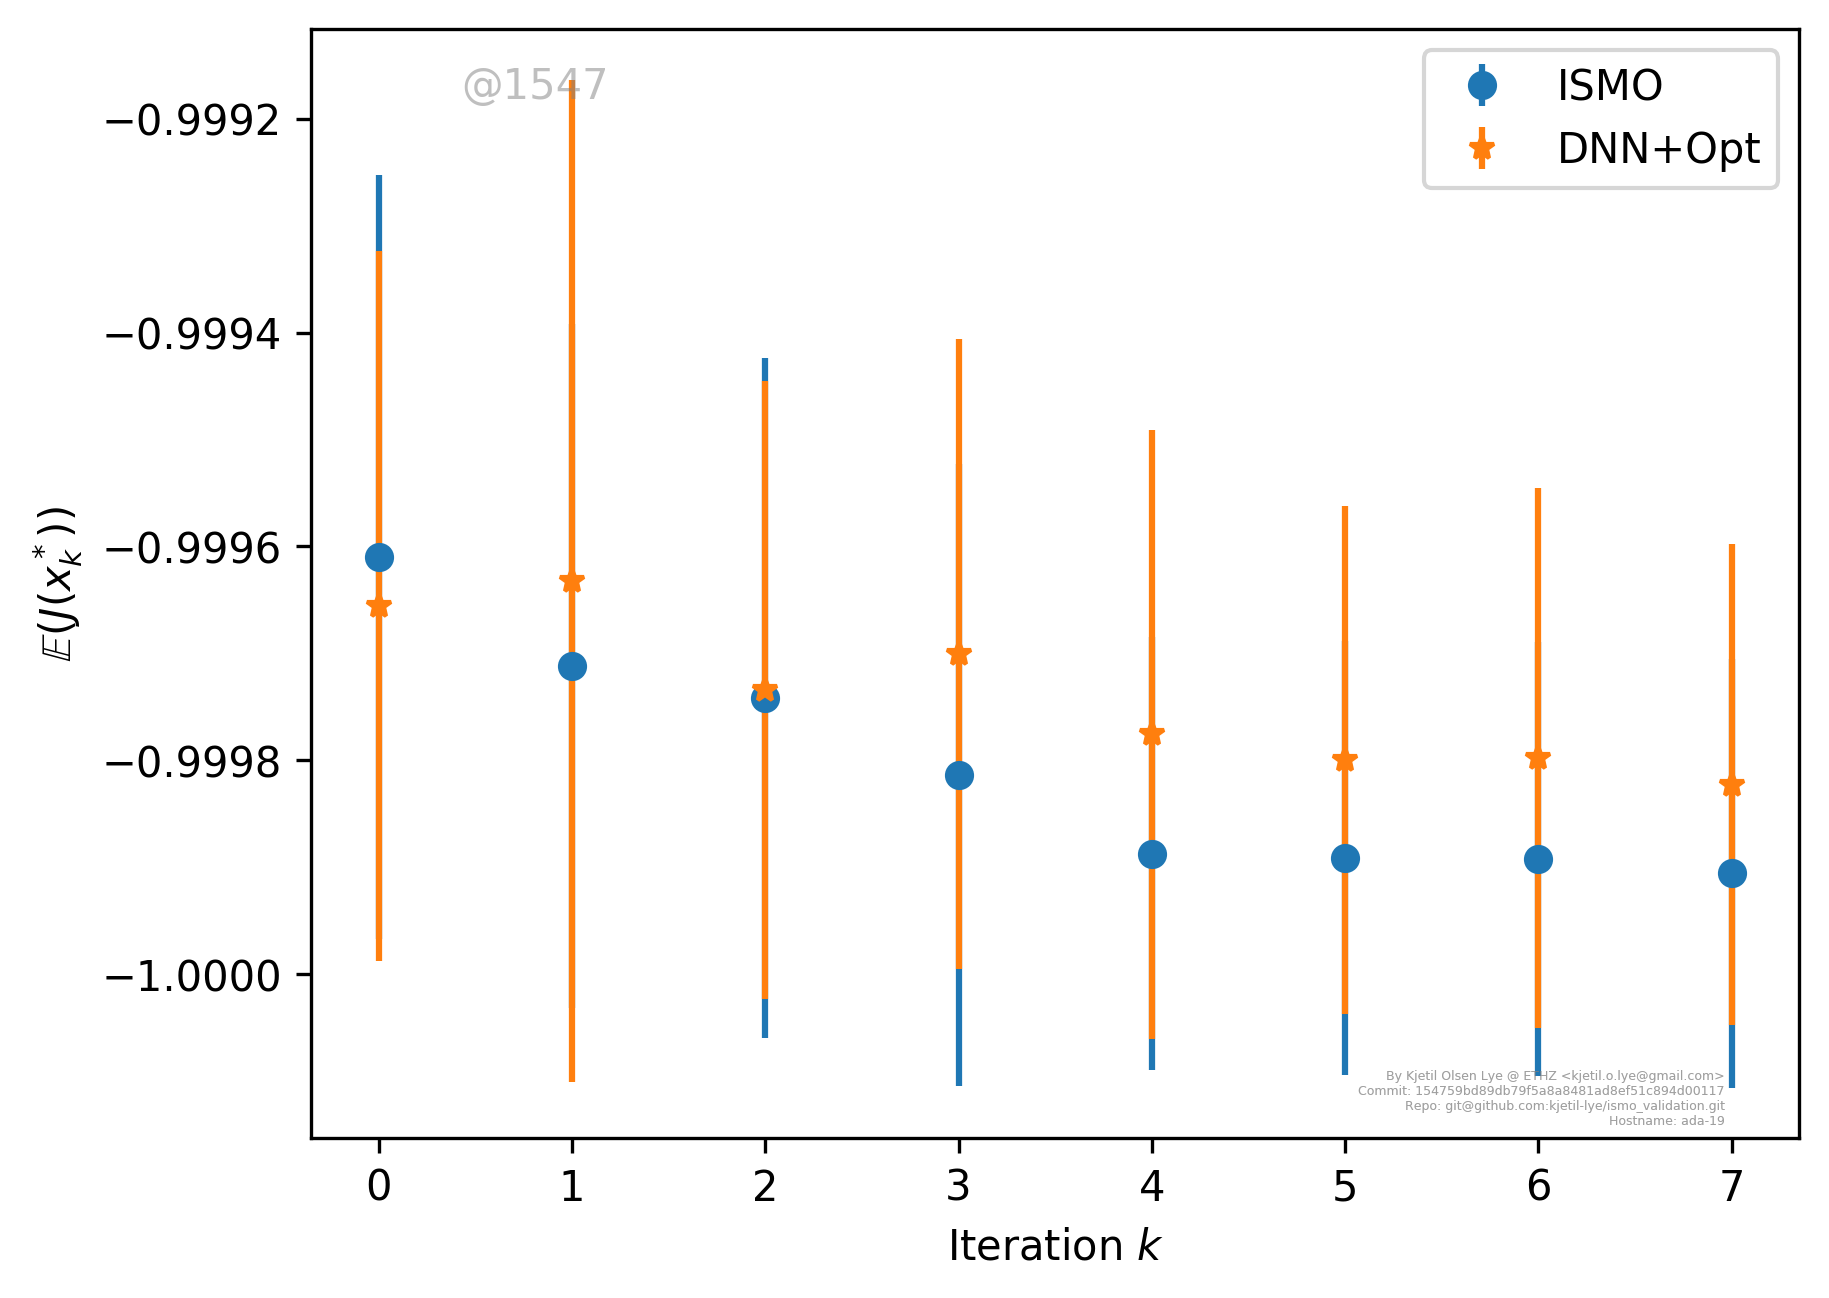 @1547
ISMO
DNN+Opt
−0.9992
−0.9994
−0.9996
−0.9998
−1.0000
𝔼(J(x*k))
By Kjetil Olsen Lye @ ETHZ <kjetil.o.lye@gmail.com>
Commit: 154759bd89db79f5a8a8481ad8ef51c894d00117
Repo: git@github.com:kjetil-lye/ismo_validation.git
Hostname: ada-19
0 1 2 3 4 5 6 7
Iteration k